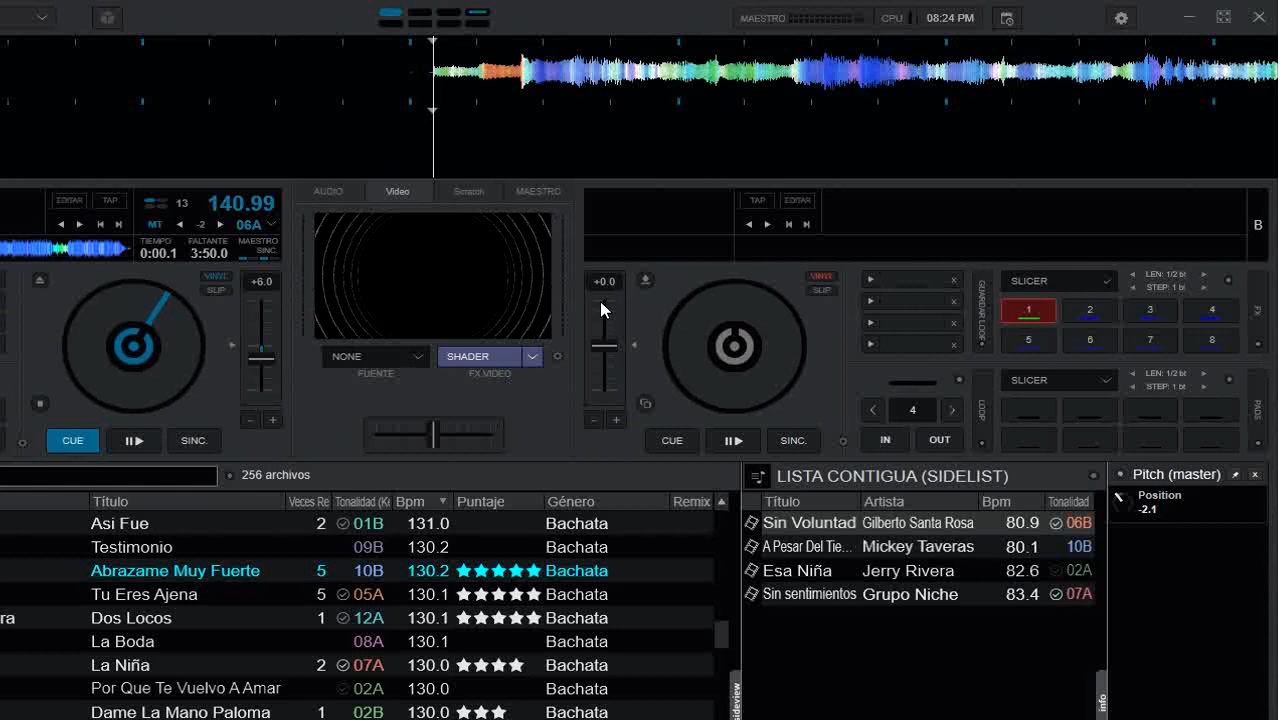 MAESTRO CPU 08:24 PM
EDITAR TAP 13 140.99
MT -2 06A
TIEMPO FALTANTE MAESTRO
0:00.1 3:50.0 SINC.
AUDIO Video Scratch MAESTRO
TAP EDITAR
B
VINYL +6.0
SLIP
+0.0 VINYL
SLIP
NONE SHADER
FUENTE FX VIDEO
x
x
x
x
GUARDAR LOOP
SLICER LEN: 1/2 bt
STEP: 1 bt
1 2 3 4
5 6 7 8
FX
SLICER LEN: 1/2 bt
STEP: 1 bt
4
LOOP
PADS
- +
- +
CUE SINC.
CUE SINC.
IN OUT
256 archivos
LISTA CONTIGUA (SIDELIST)
Pitch (master) x
Position
-2.1
Título Veces Re Tonalidad (Ke Bpm Puntaje Género Remix
Asi Fue 2 01B 131.0 Bachata
Testimonio 09B 130.2 Bachata
Abrazame Muy Fuerte 5 10B 130.2 Bachata
Tu Eres Ajena 5 05A 130.1 Bachata
ra Dos Locos 1 12A 130.1 Bachata
La Boda 08A 130.1 Bachata
La Niña 2 07A 130.0 Bachata
Por Que Te Vuelvo A Amar 02A 130.0 Bachata
Dame La Mano Paloma 1 02B 130.0 Bachata
Título Artista Bpm Tonalidad
Sin Voluntad Gilberto Santa Rosa 80.9 06B
A Pesar Del Tie... Mickey Taveras 80.1 10B
Esa Niña Jerry Rivera 82.6 02A
Sin sentimientos Grupo Niche 83.4 07A
sideview
info